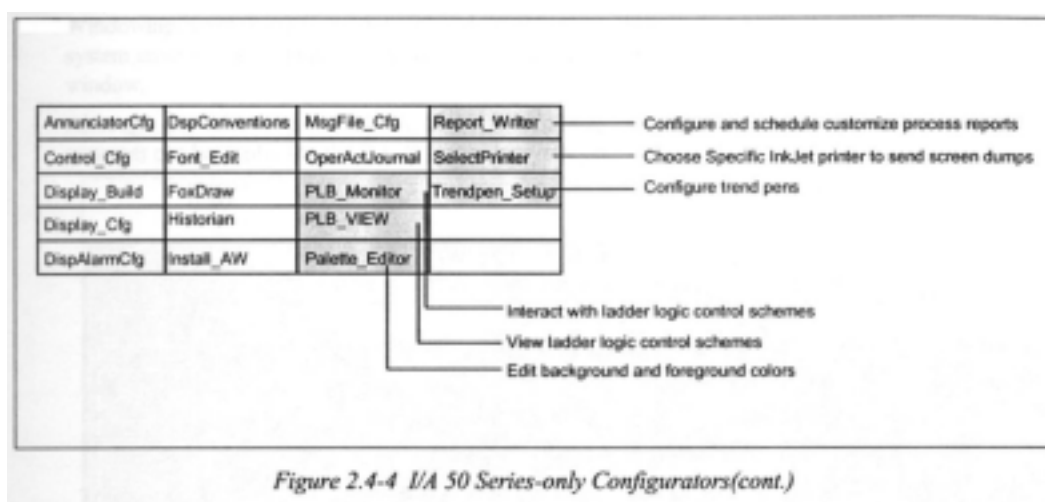 window.
AnnunciatorCfg DspConventions MsgFile_Cfg Report_Writer Configure and schedule customize process reports
Control_Cfg Font_Edit OperActJournal SelectPrinter Choose Specific InkJet printer to send screen dumps
Display_Build FoxDraw PLB_Monitor Trendpen_Setup Configure trend pens
Display_Cfg Historian PLB_VIEW
DispAlarmCfg Install_AW Palette_Editor
Interact with ladder logic control schemes
View ladder logic control schemes
Edit background and foreground colors
Figure 2.4-4 I/A 50 Series-only Configurators(cont.)